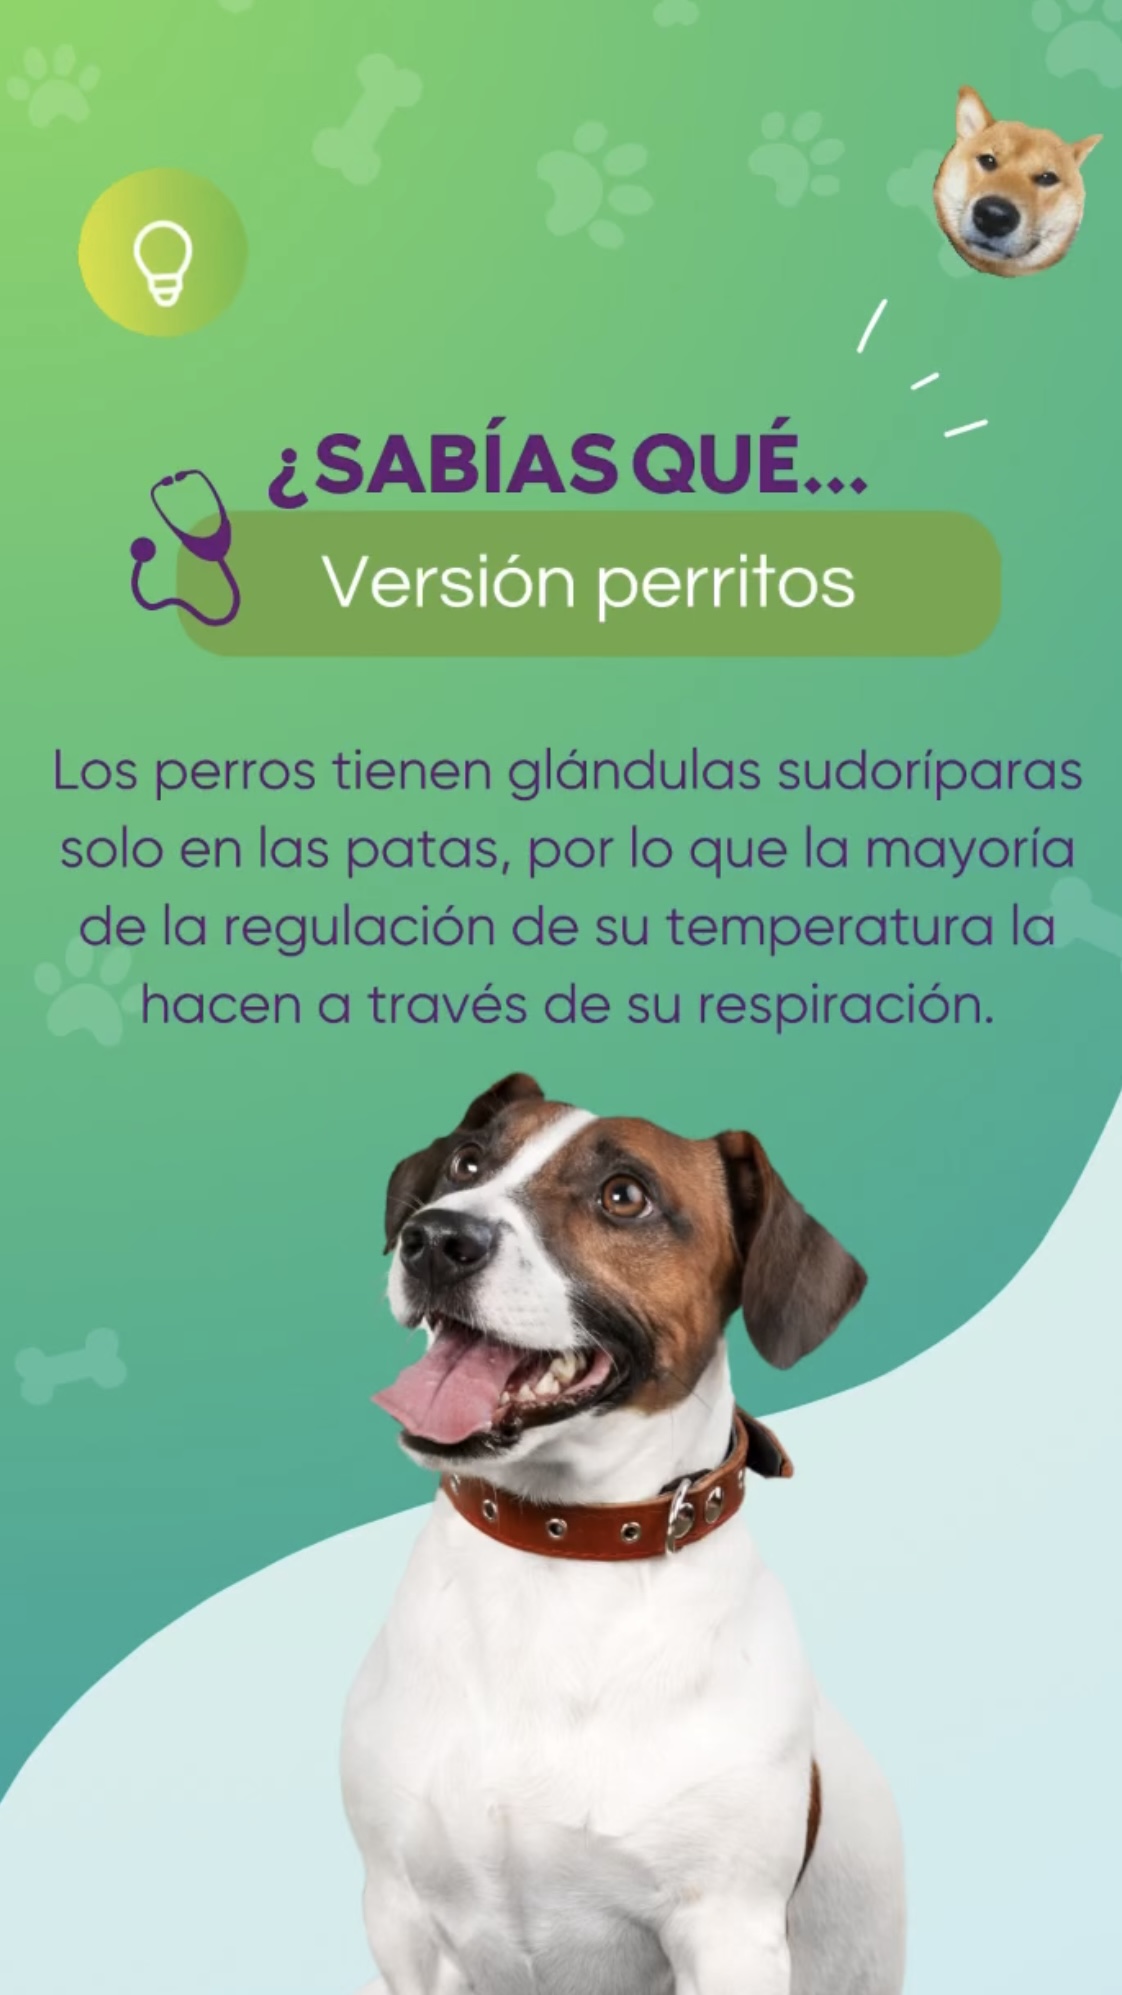 ¿SABÍAS QUÉ...
Versión perritos
Los perros tienen glándulas sudoríparas
solo en las patas, por lo que la mayoría
de la regulación de su temperatura la
hacen a través de su respiración.